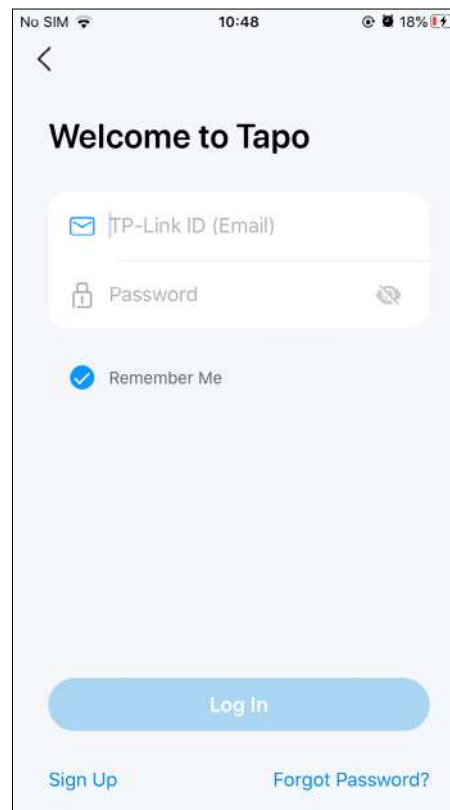 No SIM 10:48 18%
Welcome to Tapo
TP-Link ID (Email)
Password
Remember Me
Log In
Sign Up Forgot Password?